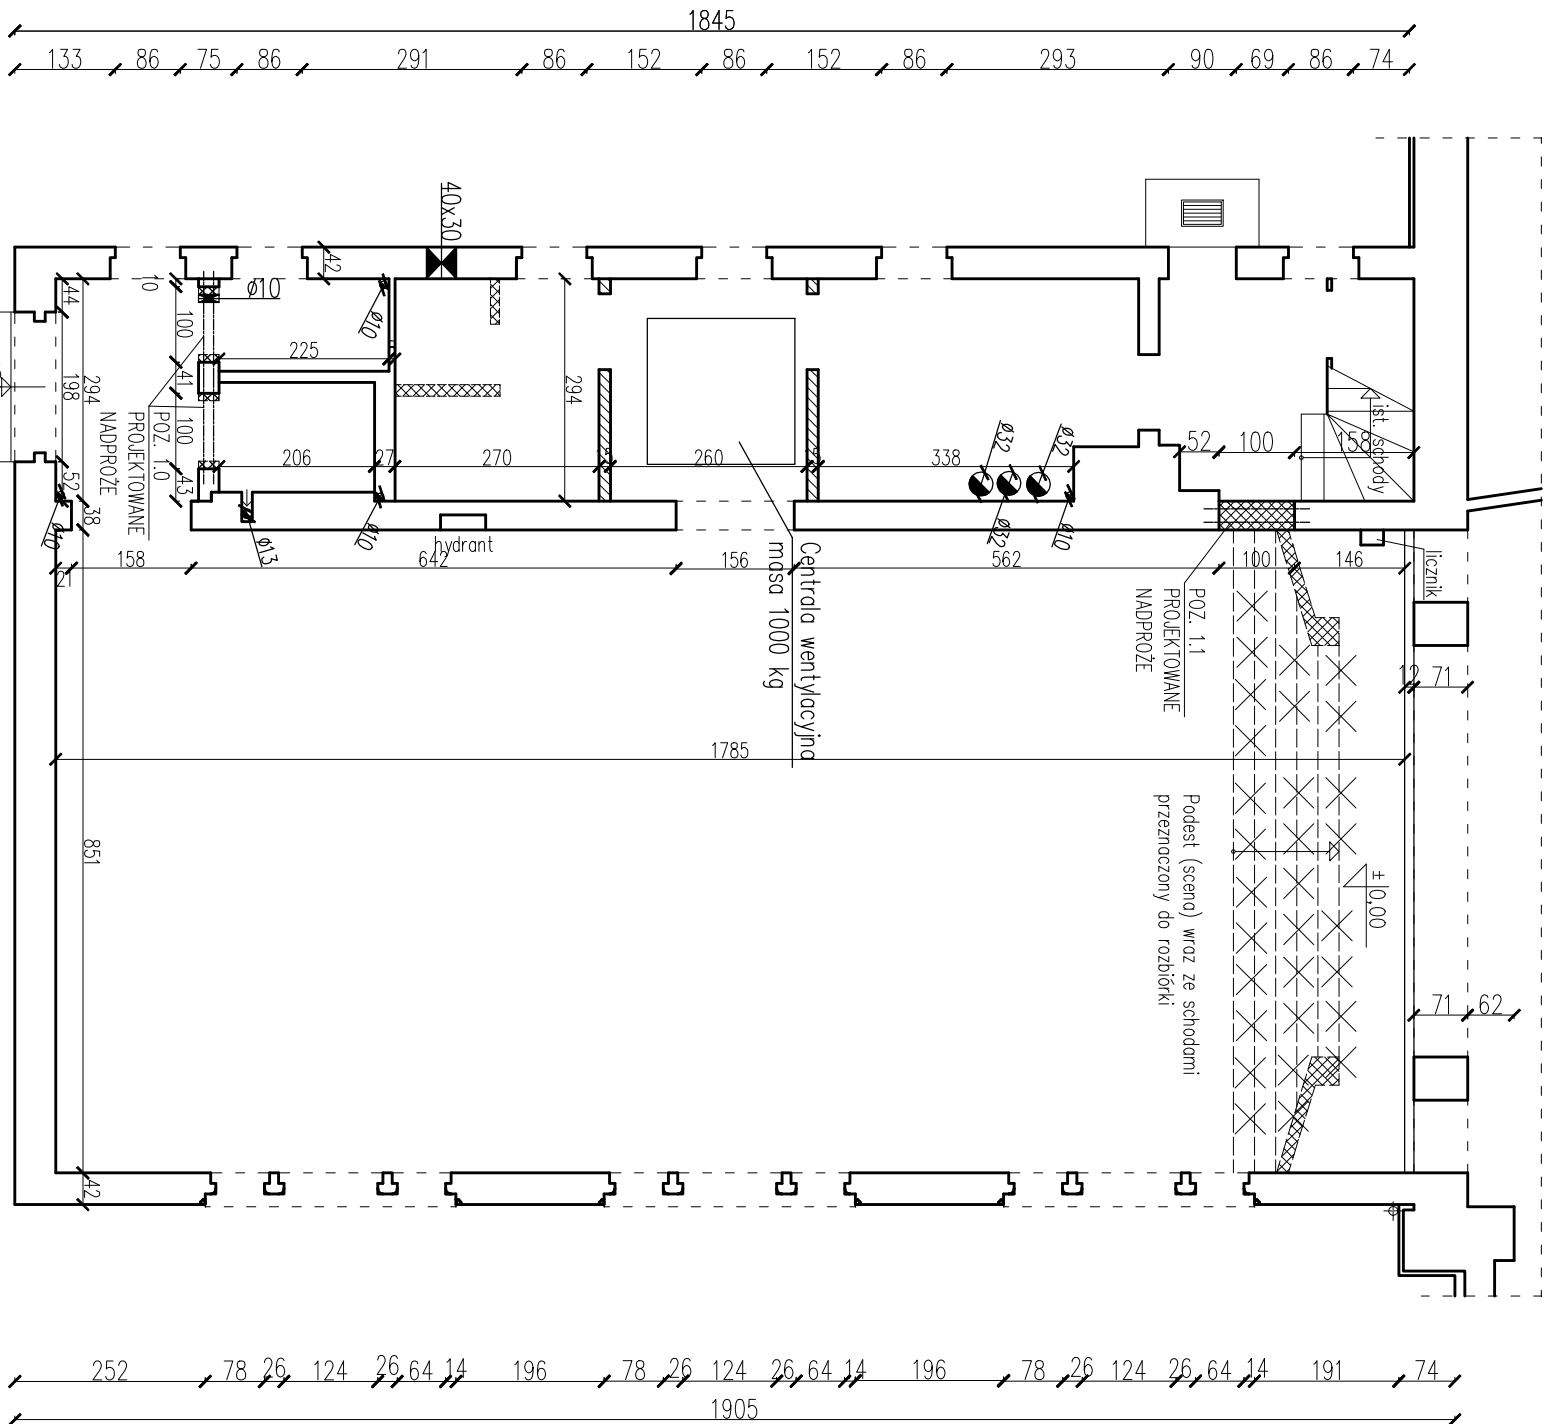 1845
133 86 75 86 291 86 152 86 152 86 293 90 69 86 74
40x30
42
10
44
ø10
ø10
100
225
41
294
198
294
ist. schody
POZ. 1.0
PROJEKTOWANE
NADPROŻE
100
206
27
270
260
338
ø32
ø32
52
100
158
43
52
38
ø10
ø13
ø10
hydrant
ø32
ø10
21
158
642
156
562
100
146
licznik
Centrala wentylacyjna
masa 1000 kg
POZ. 1.1
PROJEKTOWANE
NADPROŻE
12
71
1785
Podest (scena) wraz ze schodami
przeznaczony do rozbiórki
±0,00
851
71
62
42
252 78 26 124 26 64 14 196 78 26 124 26 64 14 196 78 26 124 26 64 14 191 74
1905